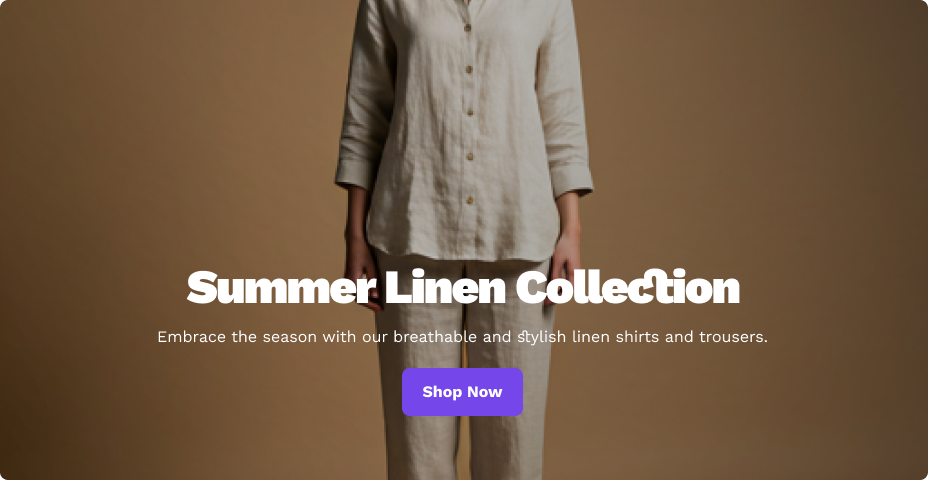 Summer Linen Collection
Embrace the season with our breathable and stylish linen shirts and trousers.
Shop Now